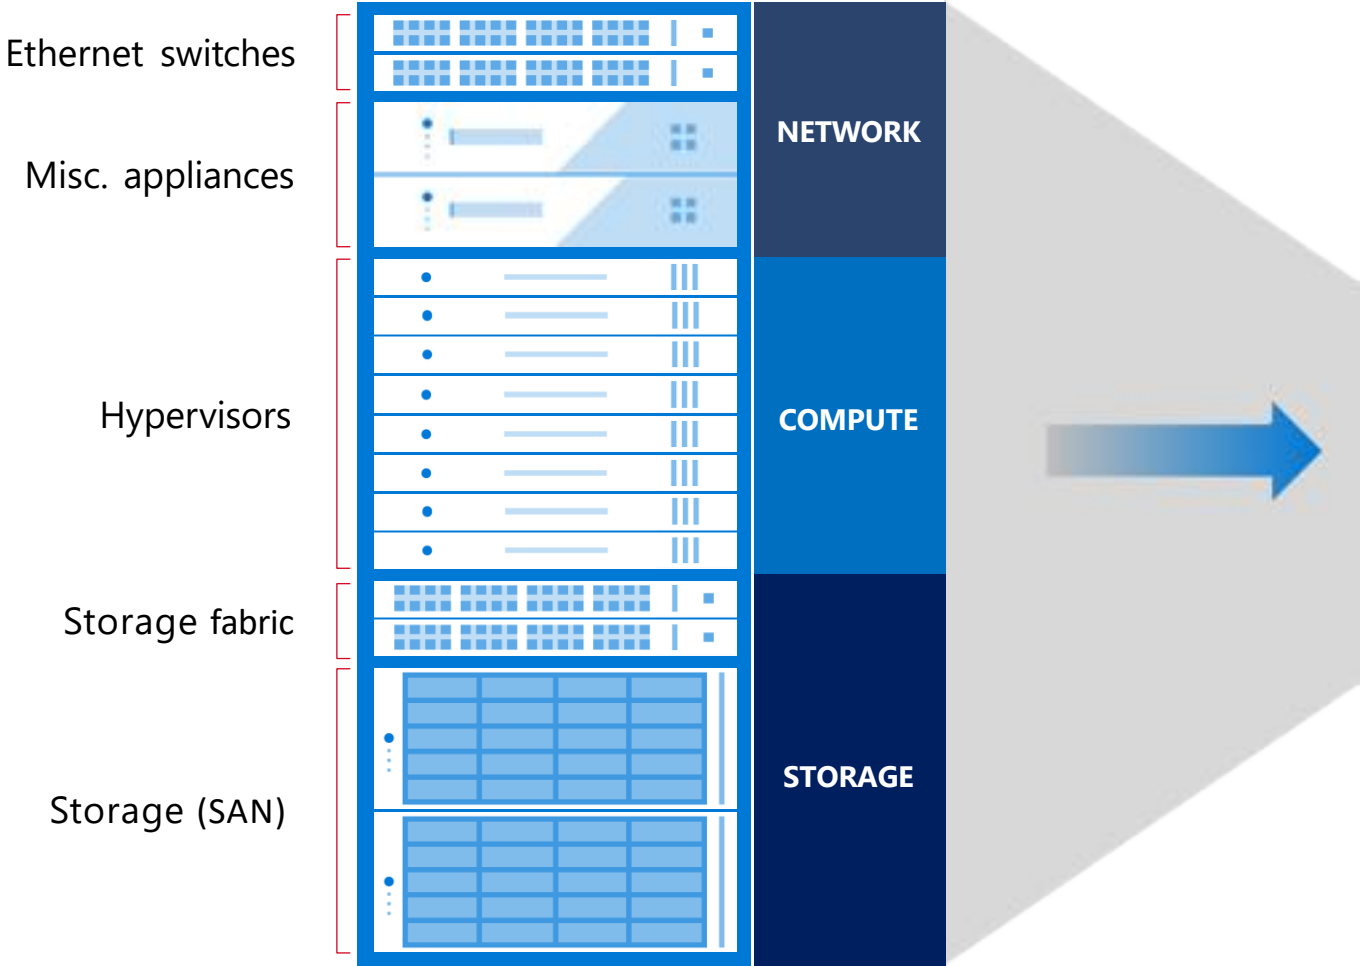 Ethernet switches
NETWORK
Misc. appliances
Hypervisors
COMPUTE
Storage fabric
STORAGE
Storage (SAN)